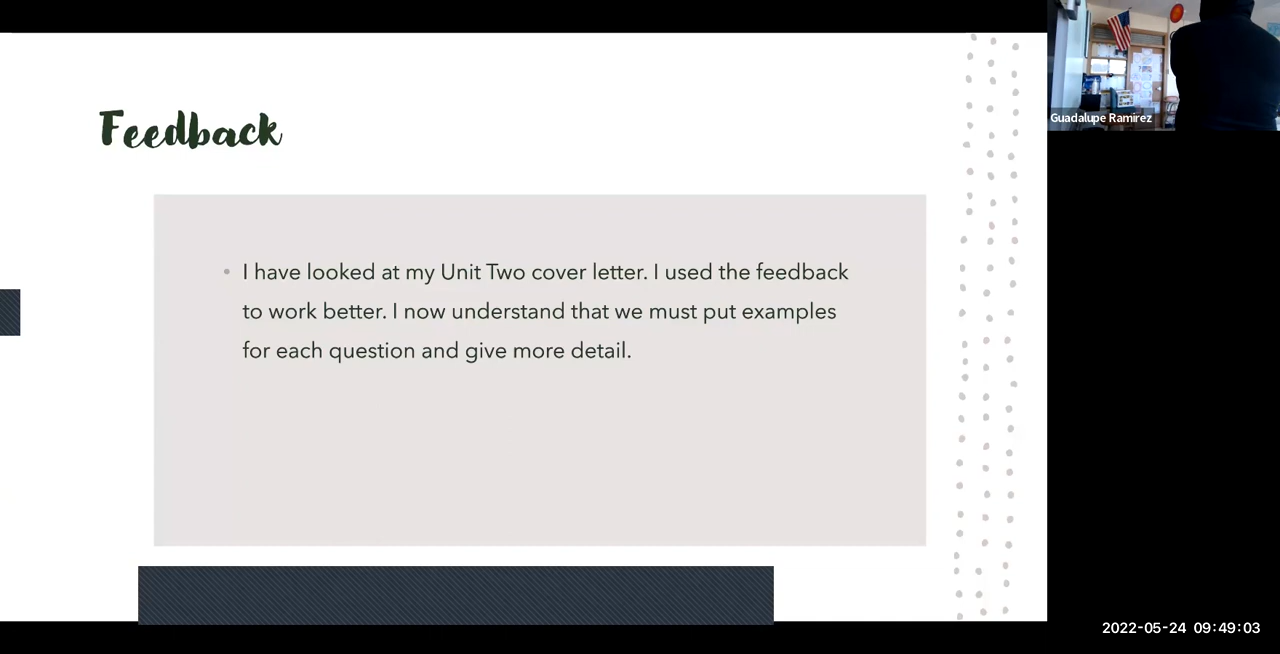 Feedback
• I have looked at my Unit Two cover letter. I used the feedback
to work better. I now understand that we must put examples
for each question and give more detail.
Guadalupe Ramirez
2022-05-24 09:49:03